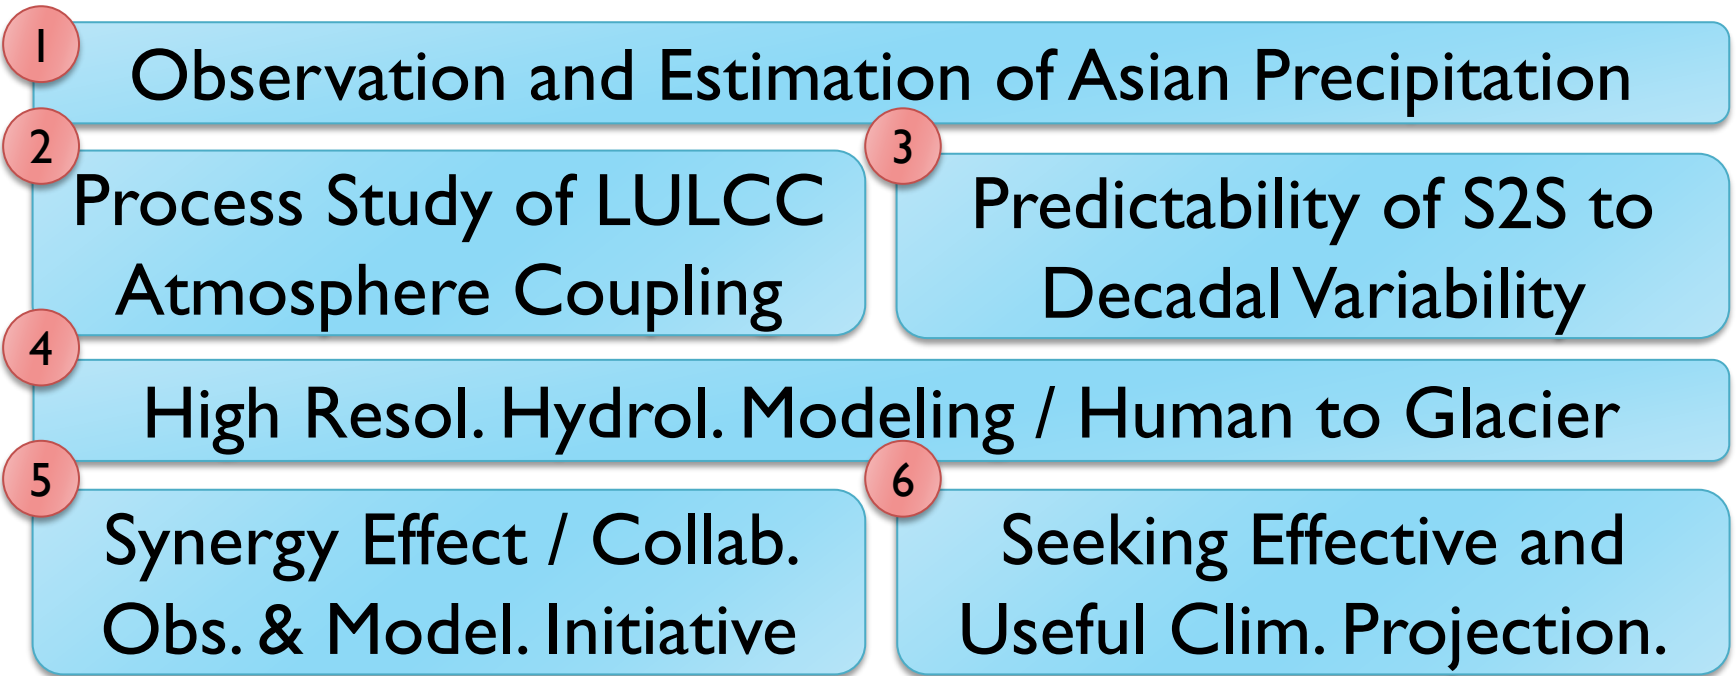 1
Observation and Estimation of Asian Precipitation
2
Process Study of LULCC
Atmosphere Coupling
3
Predictability of S2S to
Decadal Variability
4
High Resol. Hydrol. Modeling / Human to Glacier
5
Synergy Effect / Collab.
Obs. & Model. Initiative
6
Seeking Effective and
Useful Clim. Projection.